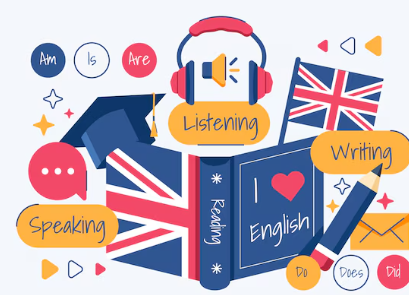 Am
Is
Are
Listening
Writing
I
English
Reading
Speaking
Do
Does
Did